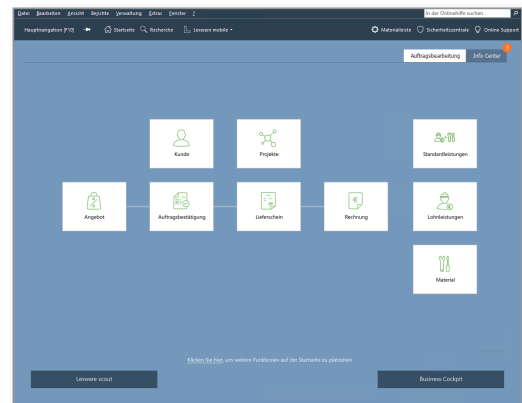 Datei Bearbeiten Ansicht Berichte Verwaltung Extras Fenster ?
In der Onlinehilfe suchen
Hauptnavigation [F10] Startseite Recherche Lexware mobile Materialleiste Sicherheitszentrale Online Support
3
Auftragsbearbeitung Info Center
Kunde Projekte Standardleistungen
Angebot Auftragsbestätigung Lieferschein Rechnung Lohnleistungen
Material
Klicken Sie hier, um weitere Funktionen auf der Startseite zu platzieren
Lexware scout Business Cockpit